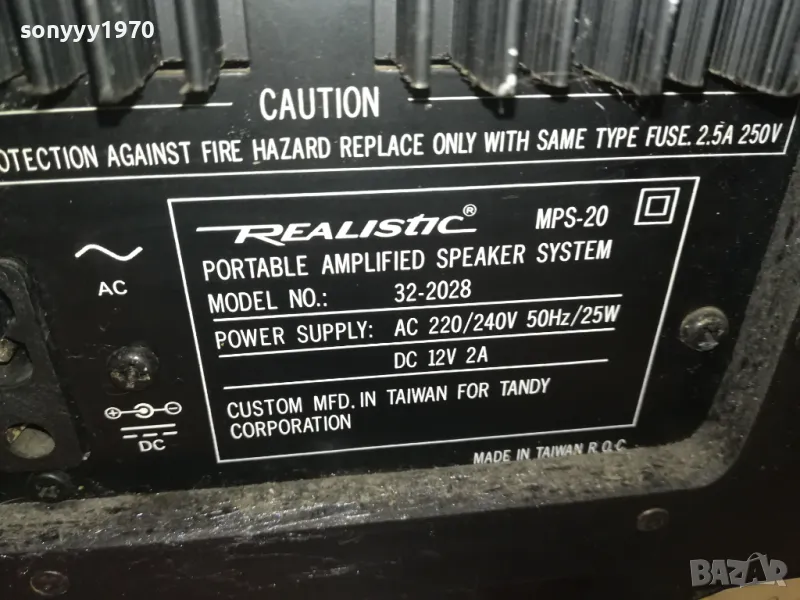 sonyyy1970
CAUTION
PROTECTION AGAINST FIRE HAZARD REPLACE ONLY WITH SAME TYPE FUSE. 2.5A 250V
REALISTIC® MPS-20
PORTABLE AMPLIFIED SPEAKER SYSTEM
MODEL NO.: 32-2028
POWER SUPPLY: AC 220/240V 50Hz/25W
DC 12V 2A
CUSTOM MFD. IN TAIWAN FOR TANDY
CORPORATION
MADE IN TAIWAN R.O.C
AC
DC
BAZAR
bg